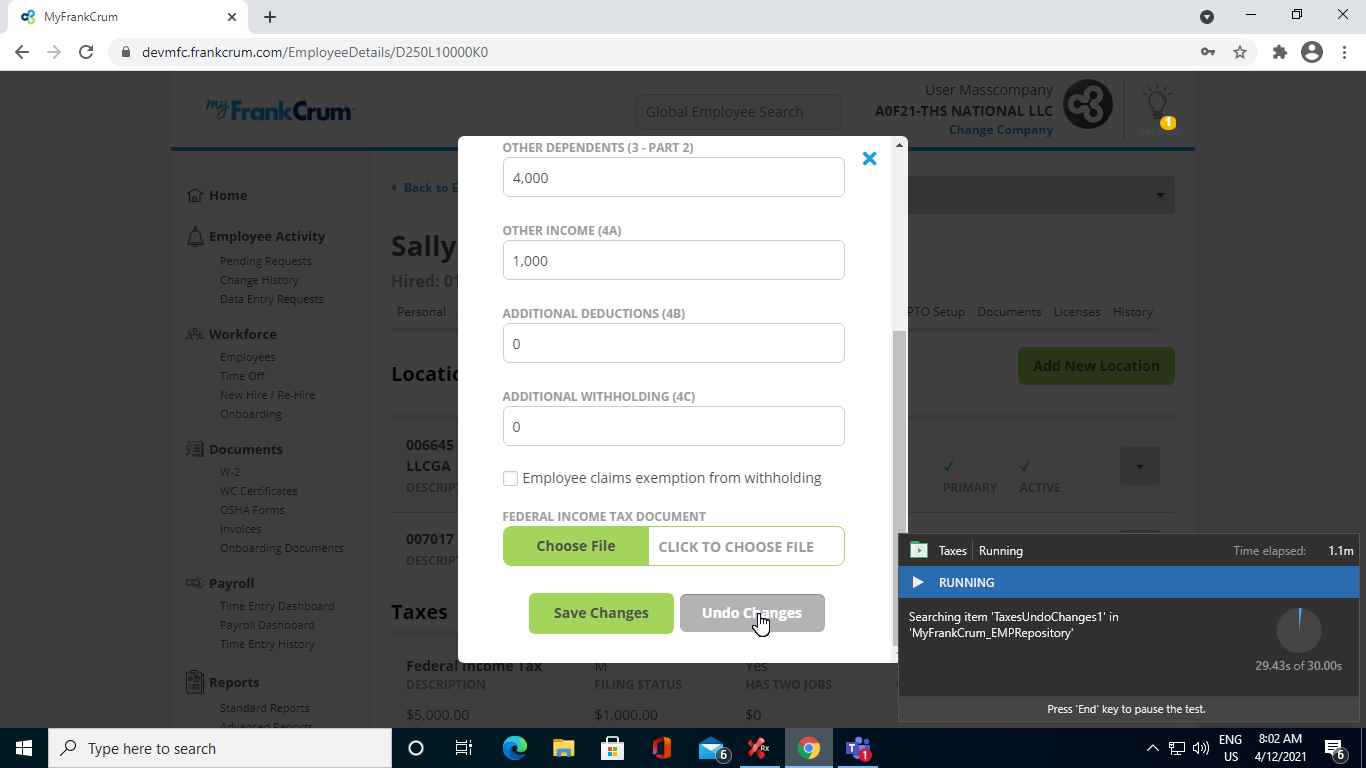 MyFrankCrum
devmfc.frankcrum.com/EmployeeDetails/D250L10000K0
my FrankCrum
Global Employee Search
User Masscompany
A0F21-THS NATIONAL LLC
Change Company
1
Home
Employee Activity
Pending Requests
Change History
Data Entry Requests
Workforce
Employees
Time Off
New Hire / Re-Hire
Onboarding
Documents
W-2
WC Certificates
OSHA Forms
Invoices
Onboarding Documents
Payroll
Time Entry Dashboard
Payroll Dashboard
Time Entry History
Reports
Standard Reports
Advanced Reports
Back to E
Sally
Hired: 01
Personal
PTO Setup Documents Licenses History
Locatio
Add New Location
006645
LLCGA
DESCRIPT
PRIMARY ACTIVE
007017
DESCRIPT
Taxes
Federal Income Tax M Yes
DESCRIPTION FILING STATUS HAS TWO JOBS
$5,000.00 $1,000.00 $0
OTHER DEPENDENTS (3 - PART 2)
4,000
OTHER INCOME (4A)
1,000
ADDITIONAL DEDUCTIONS (4B)
0
ADDITIONAL WITHHOLDING (4C)
0
Employee claims exemption from withholding
FEDERAL INCOME TAX DOCUMENT
Choose File CLICK TO CHOOSE FILE
Save Changes Undo Changes
Taxes Running Time elapsed: 1.1m
RUNNING
Searching item 'TaxesUndoChanges1' in
'MyFrankCrum_EMPRepository'
29.43s of 30.00s
Press 'End' key to pause the test.
Type here to search
6
Rx
1
ENG
US
8:02 AM
4/12/2021
6